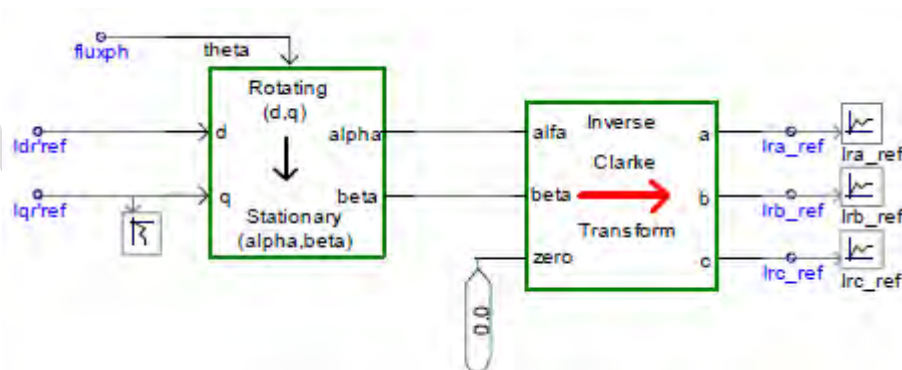 fluxph
theta
Rotating
(d,q)
Idr'ref
d
alpha
Iqr'ref
q
beta
Stationary
(alpha,beta)
alfa
Inverse
a
Ira_ref
Ira_ref
Clarke
beta
b
Irb_ref
Irb_ref
Transform
zero
c
Irc_ref
Irc_ref
0.0